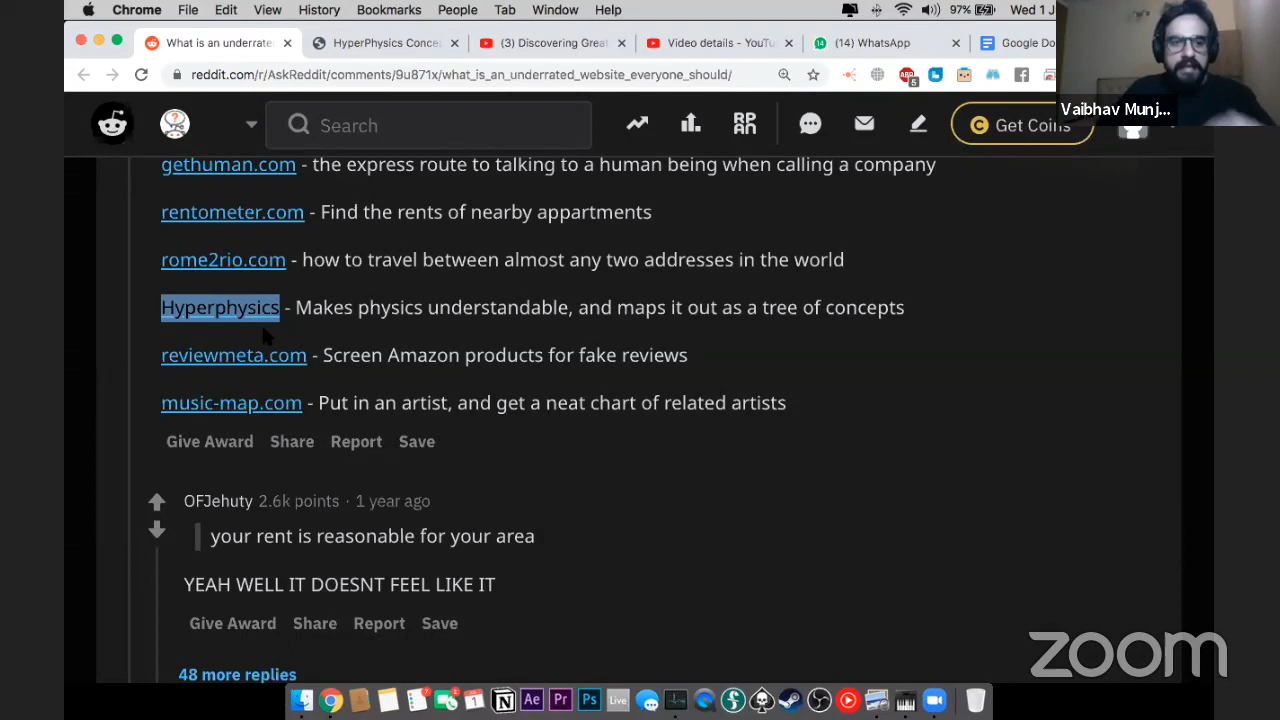 Chrome File Edit View History Bookmarks People Tab Window Help 97% Wed 1 J
What is an underrate (3) HyperPhysics Conce (3) Discovering Grea Video details - YouTu (14) WhatsApp Google Do
reddit.com/r/AskReddit/comments/9u871x/what_is_an_underrated_website_everyone_should/
Vaibhav Munj...
Search Get Coins
gethuman.com - the express route to talking to a human being when calling a company
rentometer.com - Find the rents of nearby appartments
rome2rio.com - how to travel between almost any two addresses in the world
Hyperphysics - Makes physics understandable, and maps it out as a tree of concepts
reviewmeta.com - Screen Amazon products for fake reviews
music-map.com - Put in an artist, and get a neat chart of related artists
Give Award Share Report Save
OFJehuty 2.6k points · 1 year ago
your rent is reasonable for your area
YEAH WELL IT DOESNT FEEL LIKE IT
Give Award Share Report Save
48 more replies
zoom
Ae Pr Ps Live